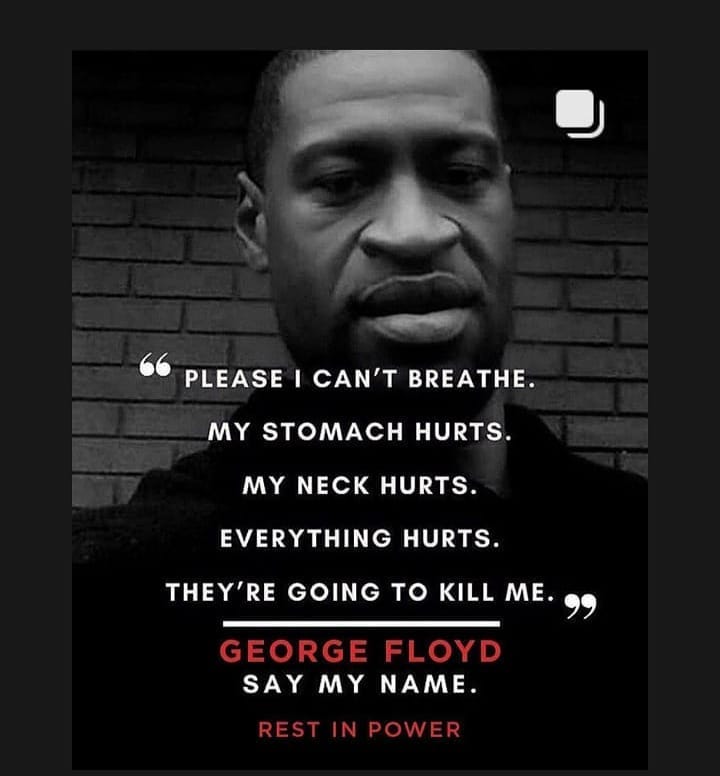 “ PLEASE I CAN’T BREATHE.
MY STOMACH HURTS.
MY NECK HURTS.
EVERYTHING HURTS.
THEY’RE GOING TO KILL ME. ”
GEORGE FLOYD
SAY MY NAME.
REST IN POWER